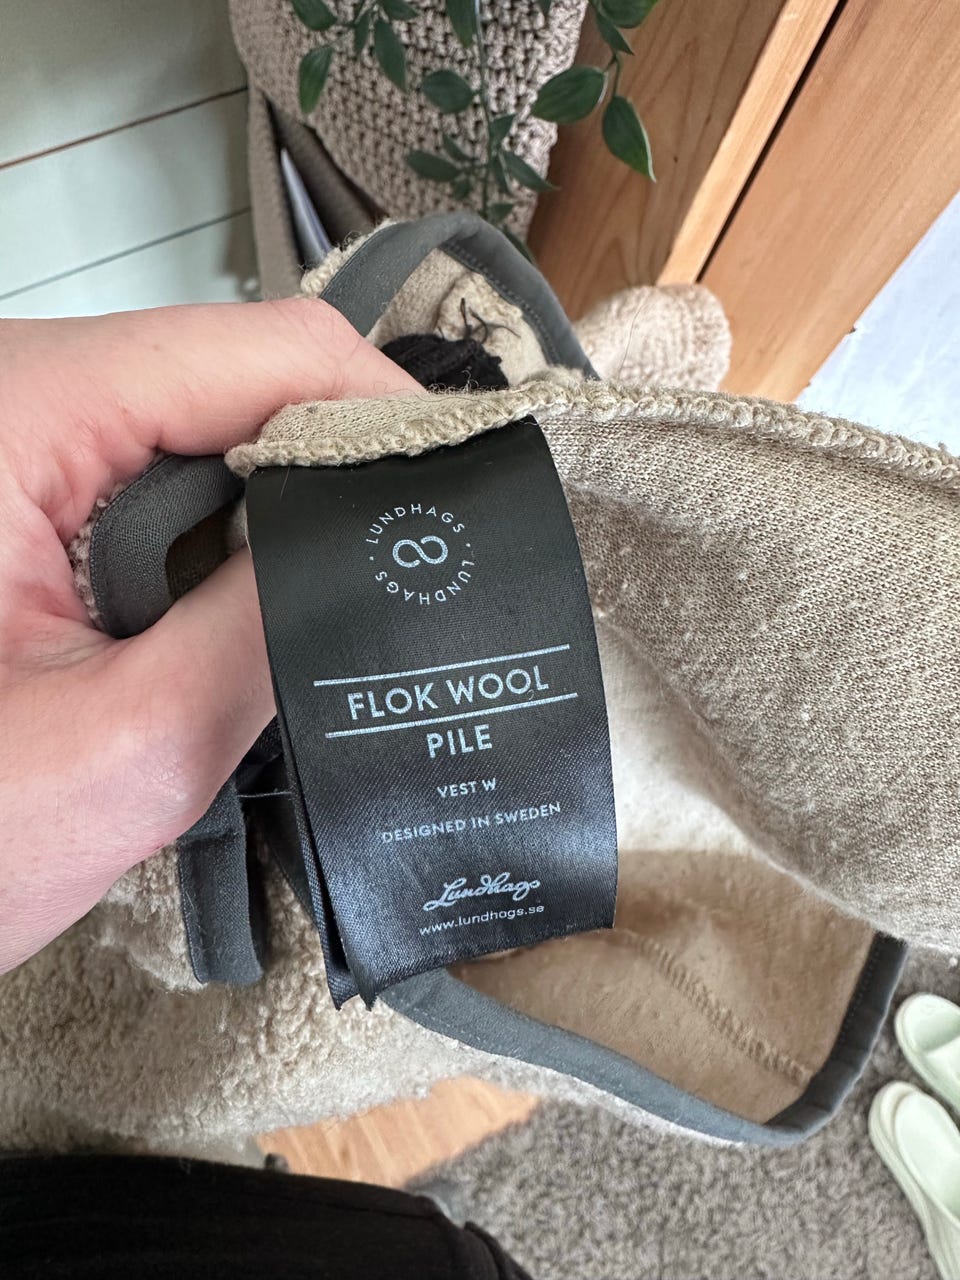 LUNDHAGS · LUNDHAGS ·
FLOK WOOL
PILE
VEST W
DESIGNED IN SWEDEN
Lundhags
www.lundhags.se